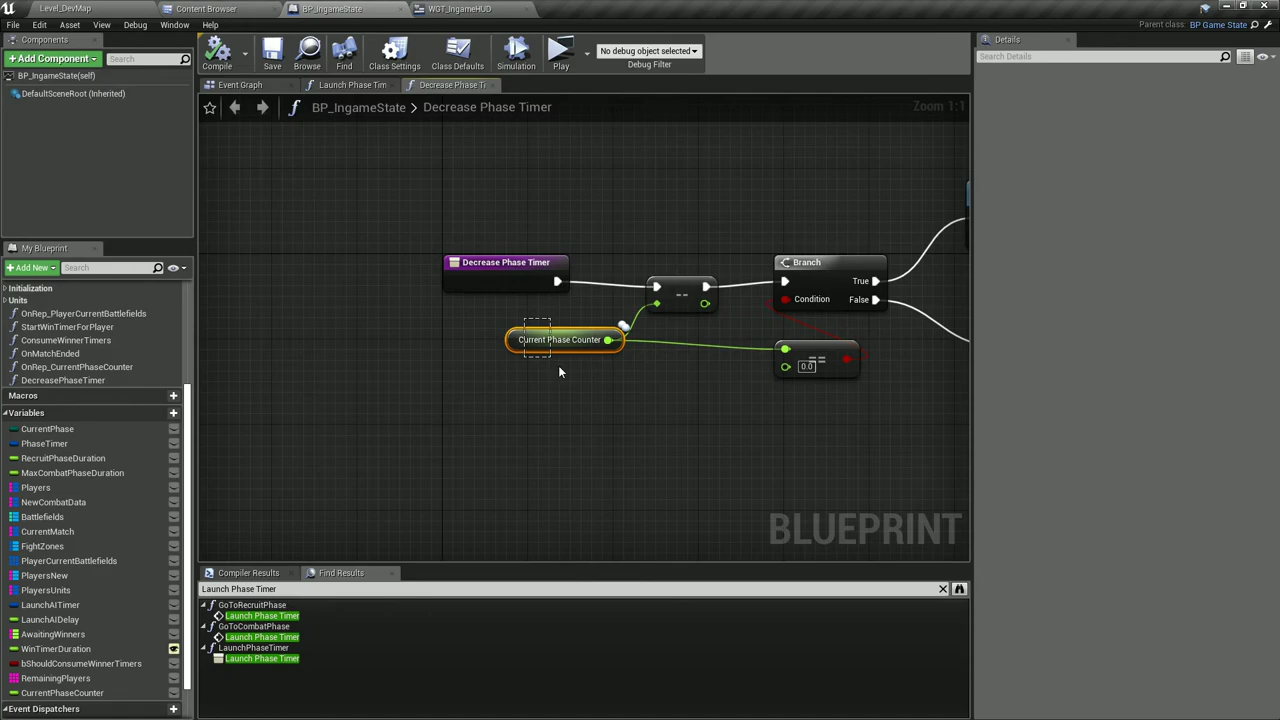 Level_DevMap
Content Browser
BP_IngameState
WGT_IngameHUD
File
Edit
Asset
View
Debug
Window
Help
Parent class:
BP Game State
Components
Add Component
Search
BP_IngameState(self)
DefaultSceneRoot (Inherited)
Compile
Save
Find
Browse
Class Settings
Class Defaults
Simulation
Play
No debug object selected
Debug Filter
Details
Search Details
Event Graph
Launch Phase Tim
Decrease Phase Ti
BP_IngameState > Decrease Phase Timer
Zoom 1:1
Decrease Phase Timer
--
Branch
True
Condition
False
Current Phase Counter
==
0.0
BLUEPRINT
My Blueprint
Add New
Search
Initialization
Units
OnRep_PlayerCurrentBattlefields
StartWinTimerForPlayer
ConsumeWinnerTimers
OnMatchEnded
OnRep_CurrentPhaseCounter
DecreasePhaseTimer
Macros
Variables
CurrentPhase
PhaseTimer
RecruitPhaseDuration
MaxCombatPhaseDuration
Players
NewCombatData
Battlefields
CurrentMatch
FightZones
PlayerCurrentBattlefields
PlayersNew
PlayersUnits
LaunchAITimer
LaunchAIDelay
AwaitingWinners
WinTimerDuration
bShouldConsumeWinnerTimers
RemainingPlayers
CurrentPhaseCounter
Event Dispatchers
Compiler Results
Find Results
Launch Phase Timer
GoToRecruitPhase
Launch Phase Timer
GoToCombatPhase
Launch Phase Timer
LaunchPhaseTimer
Launch Phase Timer